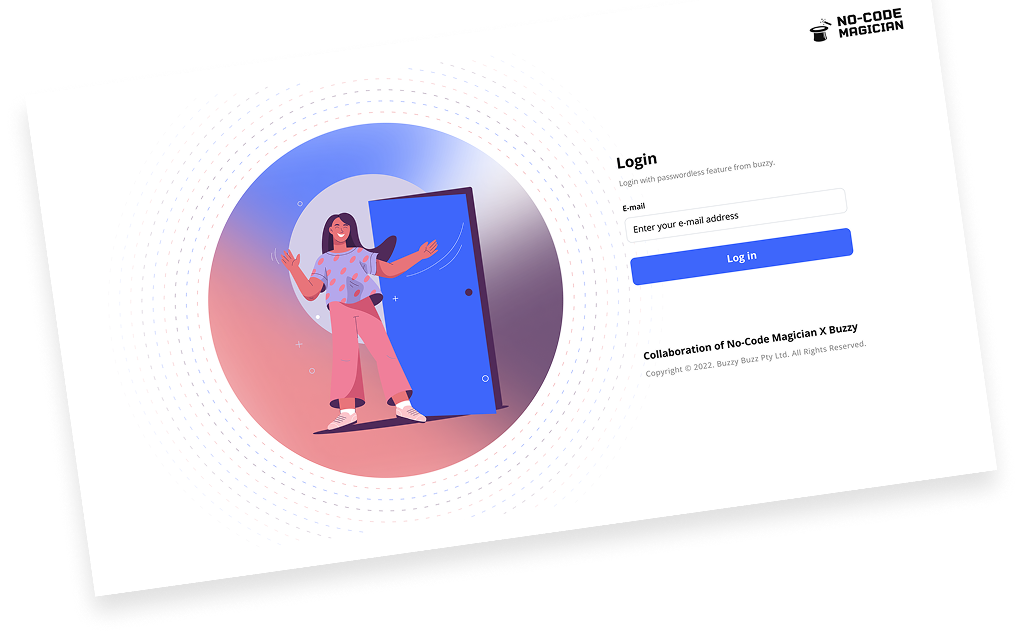 NO-CODE
MAGICIAN
Login
Login with passwordless feature from buzzy.
E-mail
Enter your e-mail address
Log in
Collaboration of No-Code Magician X Buzzy
Copyright © 2022. Buzzy Buzz Pty Ltd. All Rights Reserved.